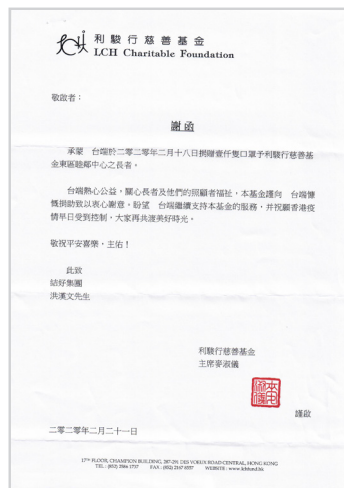 利駿行慈善基金
LCH Charitable Foundation
敬啟者：
謝函
承蒙 台端於二零二零年二月十八日捐贈壹仟隻口罩予利駿行慈善基
金東區睦鄰中心之長者。
台端熱心公益，關心長者及他們的照顧者福祉，本基金謹向 台端慷
慨捐助致以衷心謝意，盼望 台端繼續支持本基金的服務，并祝願香港疫
情早日受到控制，大家再共渡美好時光。
敬祝平安喜樂，主佑！
此致
結好集團
洪漢文先生
利駿行慈善基金
主席麥淑儀
謹啟
二零二零年二月二十一日
17TH FLOOR, CHAMPION BUILDING, 287-291, DES VOEUX ROAD CENTRAL, HONG KONG